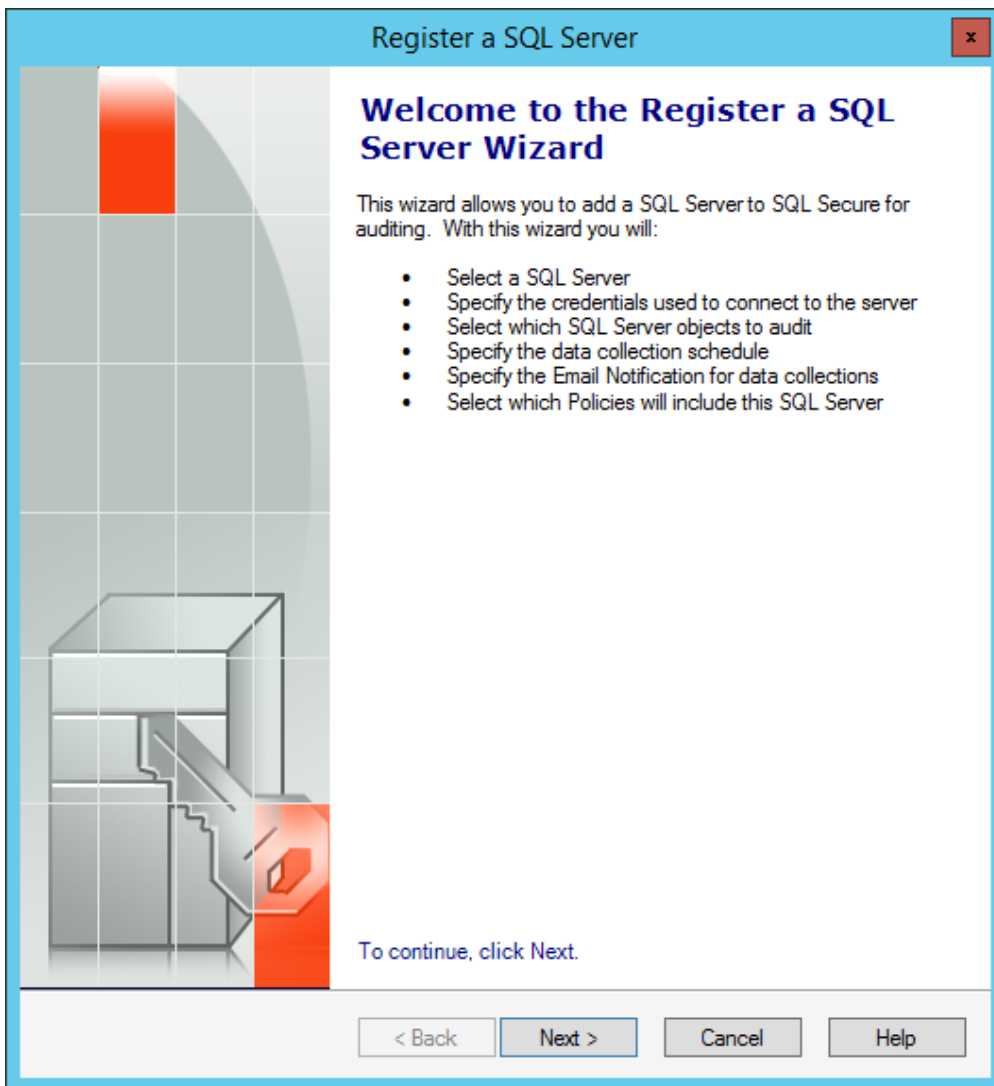 Register a SQL Server
x
Welcome to the Register a SQL
Server Wizard
This wizard allows you to add a SQL Server to SQL Secure for
auditing.  With this wizard you will:
• Select a SQL Server
• Specify the credentials used to connect to the server
• Select which SQL Server objects to audit
• Specify the data collection schedule
• Specify the Email Notification for data collections
• Select which Policies will include this SQL Server
To continue, click Next.
< Back
Next >
Cancel
Help